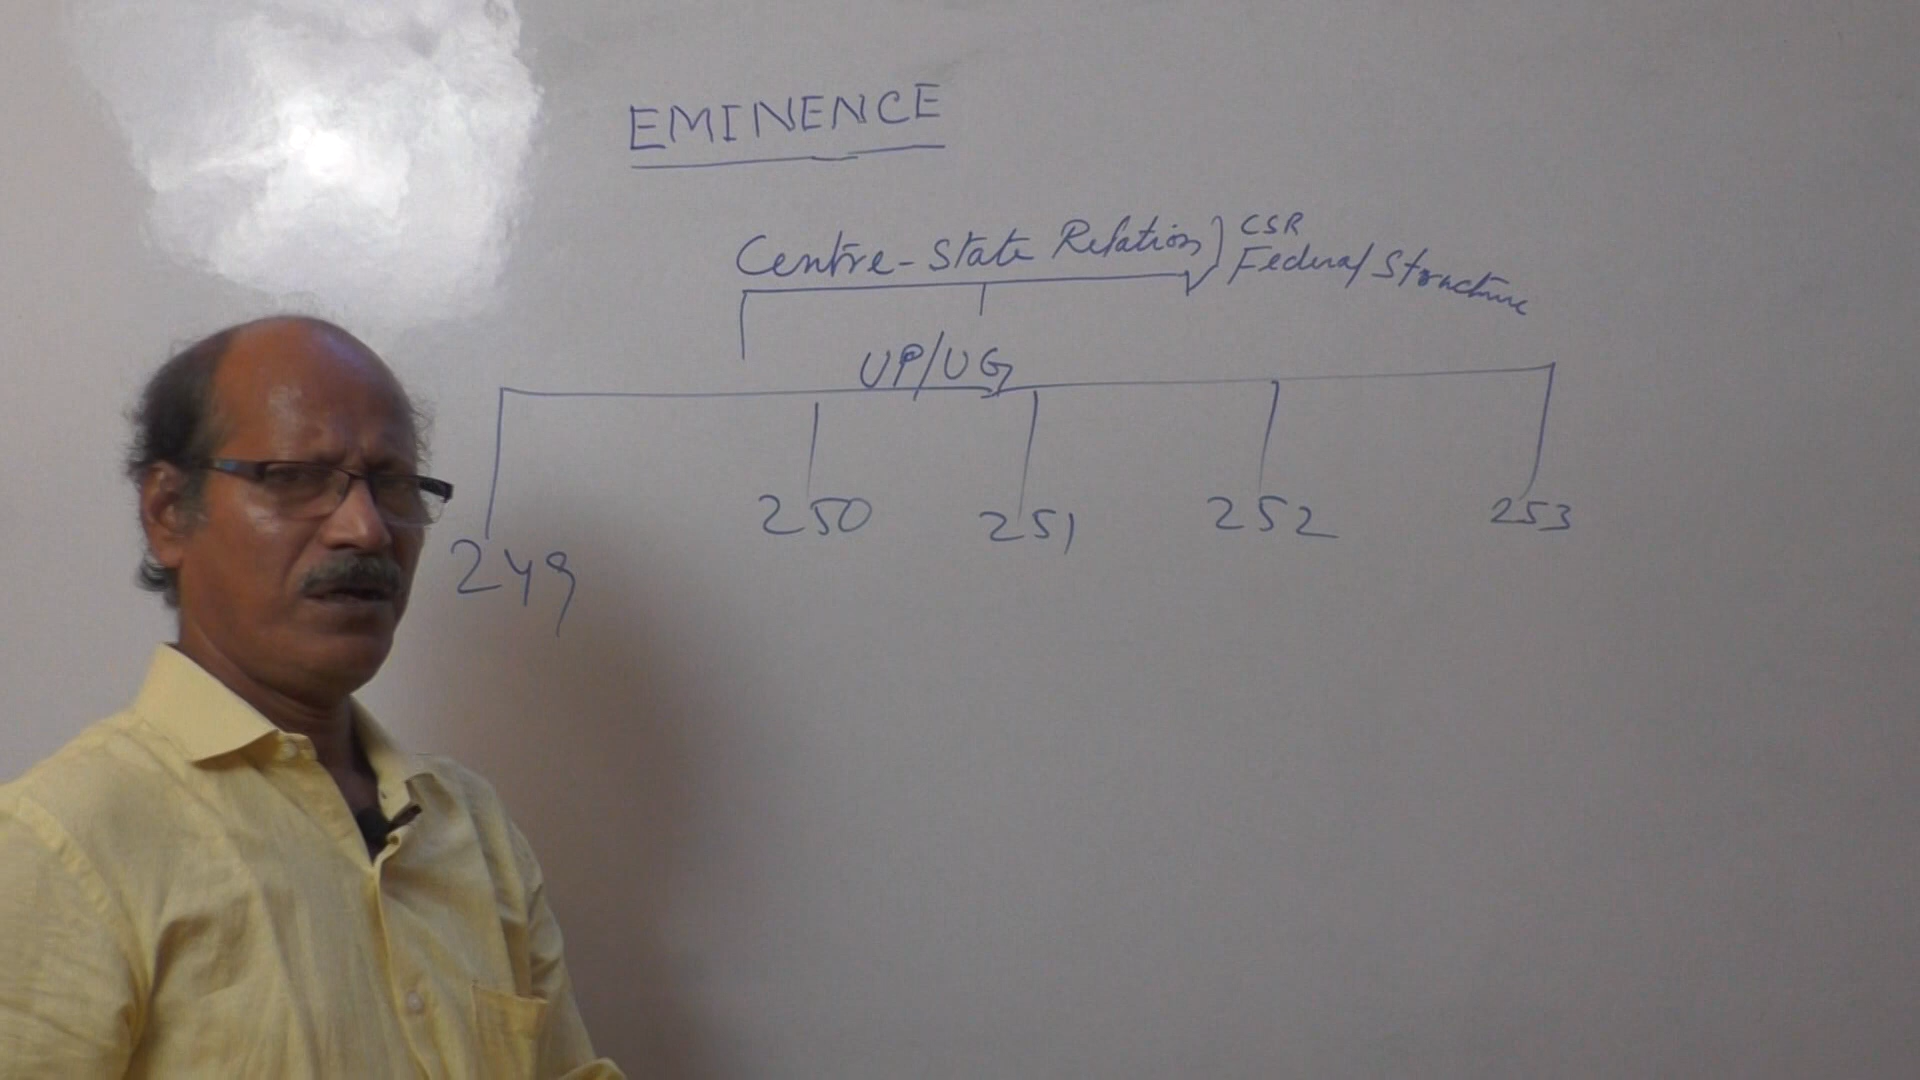 EMINENCE
Centre-State Relation) CSR
Federal Structure
UP/UG
249 250 251 252 253